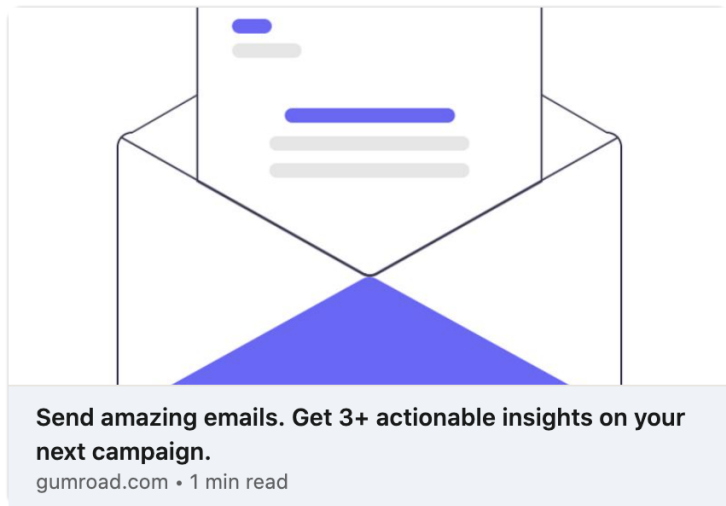 Send amazing emails. Get 3+ actionable insights on your
next campaign.
gumroad.com • 1 min read